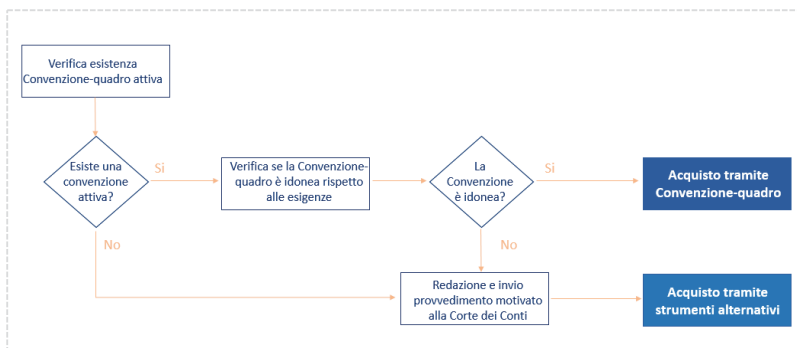 Verifica esistenza
Convenzione-quadro attiva
Esiste una
convenzione
attiva?
Si
Verifica se la Convenzione-
quadro è idonea rispetto
alle esigenze
La
Convenzione
è idonea?
Si
Acquisto tramite
Convenzione-quadro
No
No
Redazione e invio
provvedimento motivato
alla Corte dei Conti
Acquisto tramite
strumenti alternativi